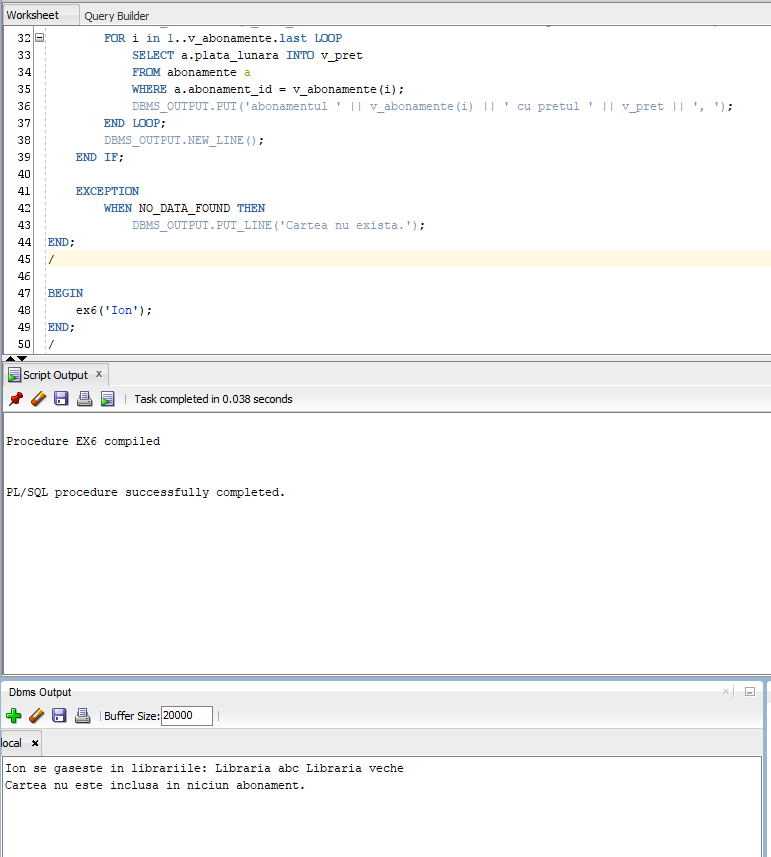 Worksheet Query Builder
32 FOR i in 1..v_abonamente.last LOOP
33 SELECT a.plata_lunara INTO v_pret
34 FROM abonamente a
35 WHERE a.abonament_id = v_abonamente(i);
36 DBMS_OUTPUT.PUT('abonamentul ' || v_abonamente(i) || ' cu pretul ' || v_pret || ', ');
37 END LOOP;
38 DBMS_OUTPUT.NEW_LINE();
39 END IF;
40
41 EXCEPTION
42 WHEN NO_DATA_FOUND THEN
43 DBMS_OUTPUT.PUT_LINE('Cartea nu exista.');
44 END;
45 /
46
47 BEGIN
48 ex6('Ion');
49 END;
50 /
Script Output x
Task completed in 0.038 seconds
Procedure EX6 compiled
PL/SQL procedure successfully completed.
Dbms Output
Buffer Size: 20000
local x
Ion se gaseste in librariile: Libraria abc Libraria veche
Cartea nu este inclusa in niciun abonament.